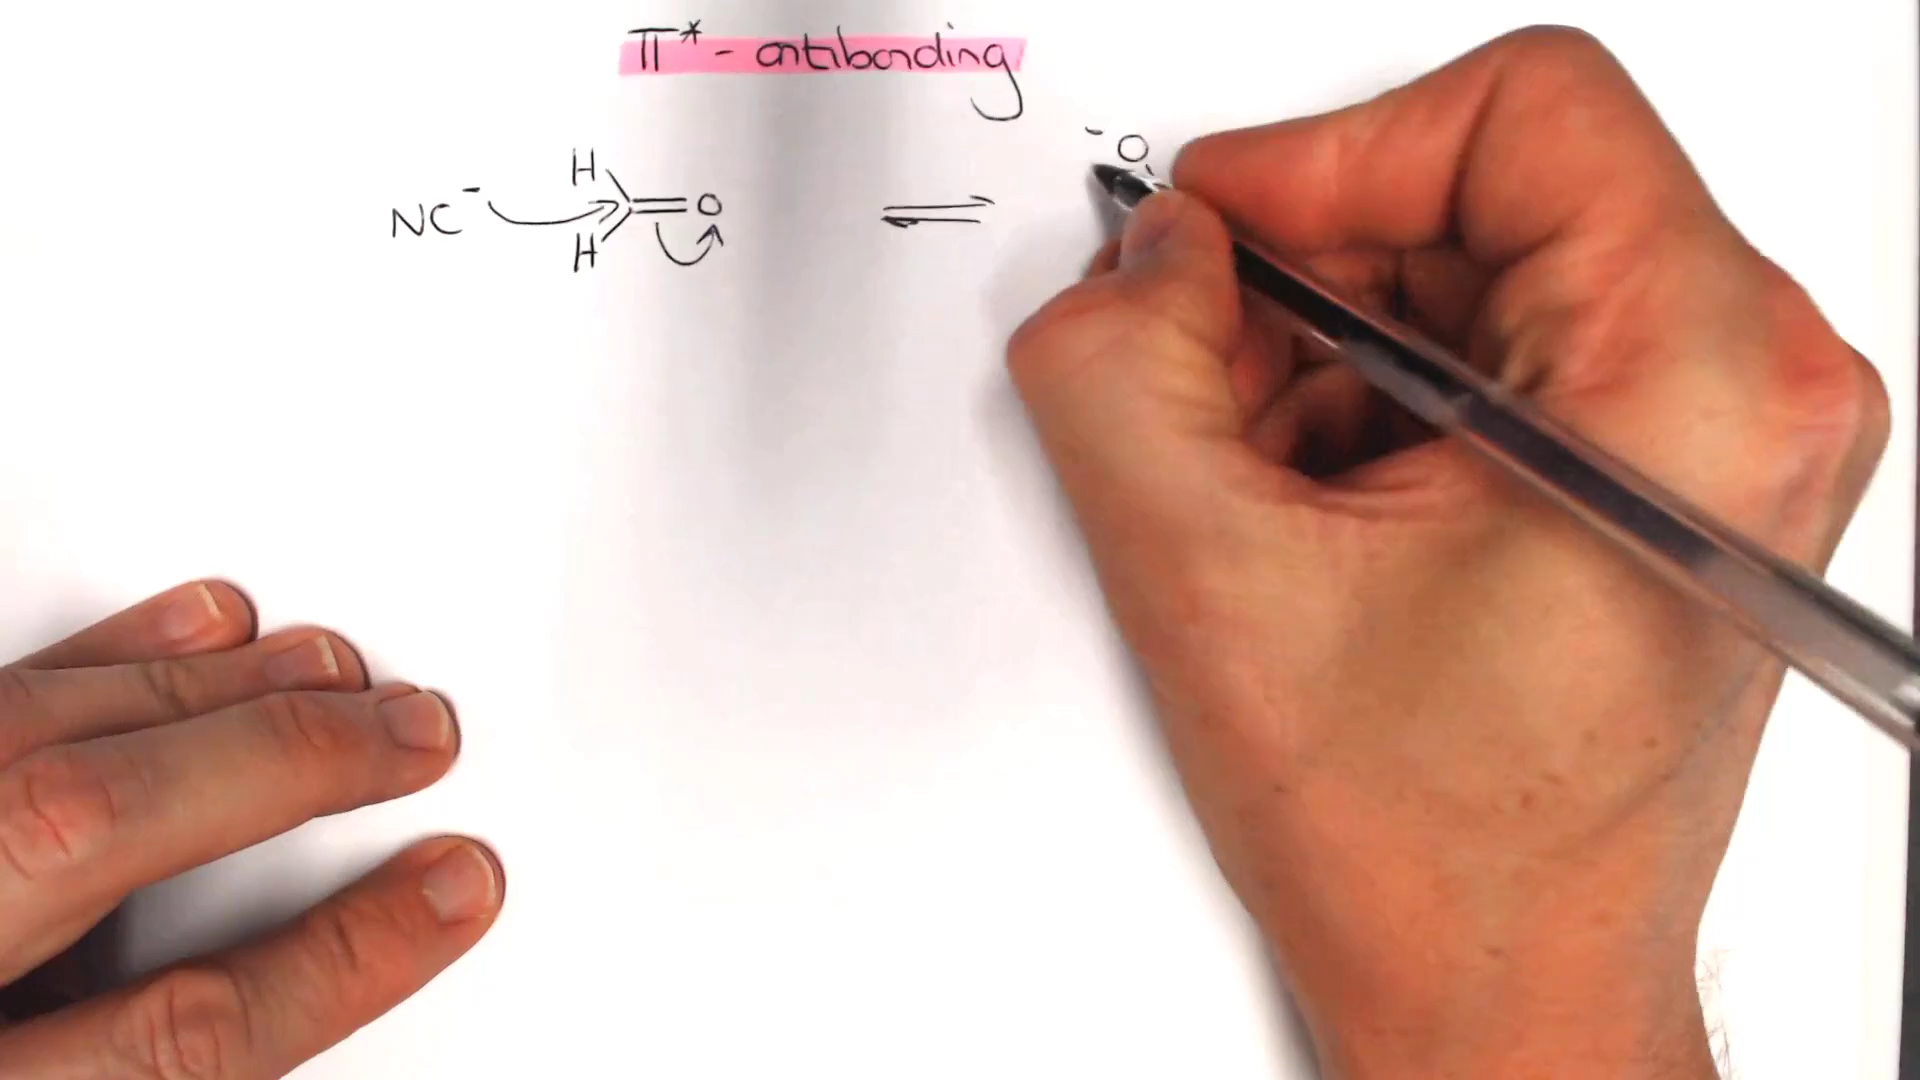 π* - antibonding
-O
H
NC- =O
H